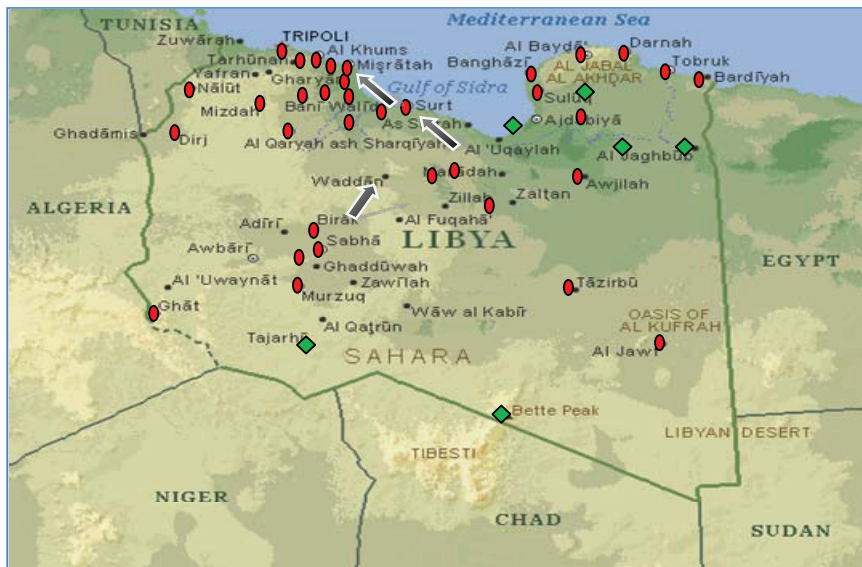 TUNISIA
Mediterranean Sea
Zuwārah
TRIPOLI
Al Khums
Al Baydā'
Darnah
Tarhūnah
Mişrātah
Banghāzī
AL JABAL
AL AKHDAR
Tobruk
Yafran
Gharyān
Gulf of Sidra
Bardīyah
Nālūt
Sulūq
Mizdah
Banī Walīd
Surt
Ajdābiyā
Ghadāmis
Dirj
Al Qaryah ash Sharqīyah
Al 'Uqaylah
Al Jaghbūb
Waddān
Marādah
Awjilah
ALGERIA
Zillah
Zalţan
Adīrī
Birāk
Al Fuqahā'
LIBYA
Awbārī
Sabhā
EGYPT
Ghaddūwah
Al 'Uwaynāt
Zawīlah
Tāzirbū
Ghāt
Murzuq
Wāw al Kabīr
OASIS OF
AL KUFRAH
Al Qaţrūn
Tajarhī
SAHARA
Al Jawf
Bette Peak
LIBYAN DESERT
TIBESTI
NIGER
CHAD
SUDAN